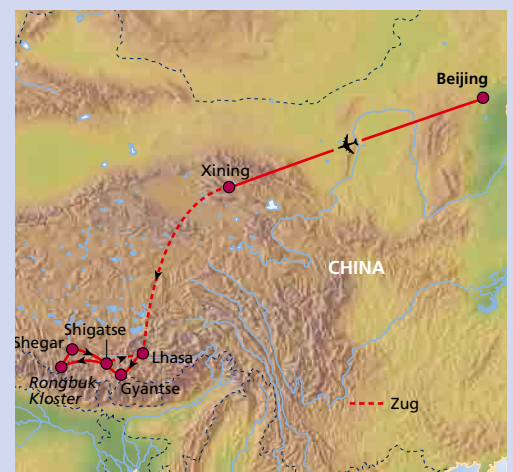 Beijing
Xining
CHINA
Shigatse
Shegar
Lhasa
Rongbuk
Kloster
Gyantse
Zug